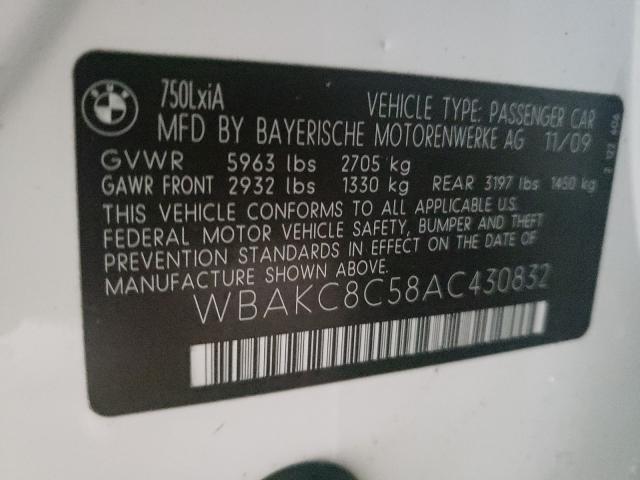 BMW
750LxiA
VEHICLE TYPE: PASSENGER CAR
MFD BY BAYERISCHE MOTORENWERKE AG 11/09
GVWR 5963 lbs 2705 kg
GAWR FRONT 2932 lbs 1330 kg REAR 3197 lbs 1450 kg
THIS VEHICLE CONFORMS TO ALL APPLICABLE U.S.
FEDERAL MOTOR VEHICLE SAFETY, BUMPER AND THEFT
PREVENTION STANDARDS IN EFFECT ON THE DATE OF
MANUFACTURE SHOWN ABOVE.
WBAKC8C58AC430832